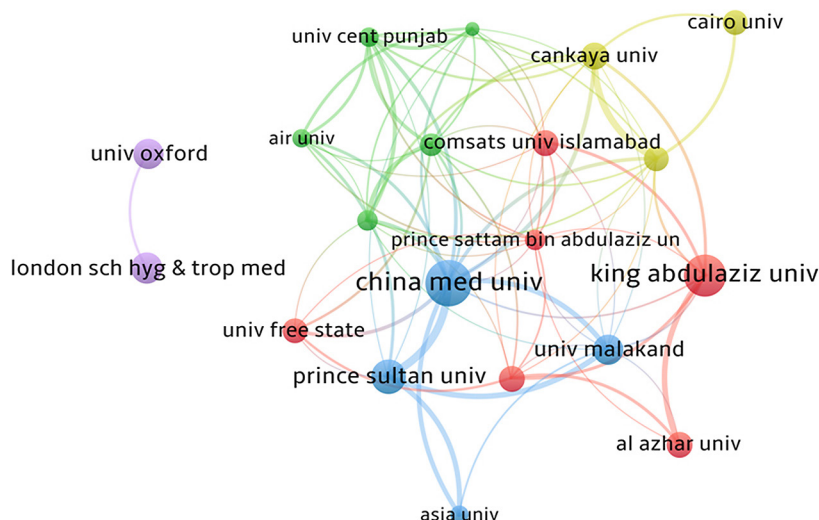 cairo univ
univ cent punjab
cankaya univ
air univ
comsats univ islamabad
univ oxford
prince sattam bin abdulaziz un
london sch hyg & trop med
king abdulaziz univ
china med univ
univ free state
univ malakand
prince sultan univ
al azhar univ
asia univ